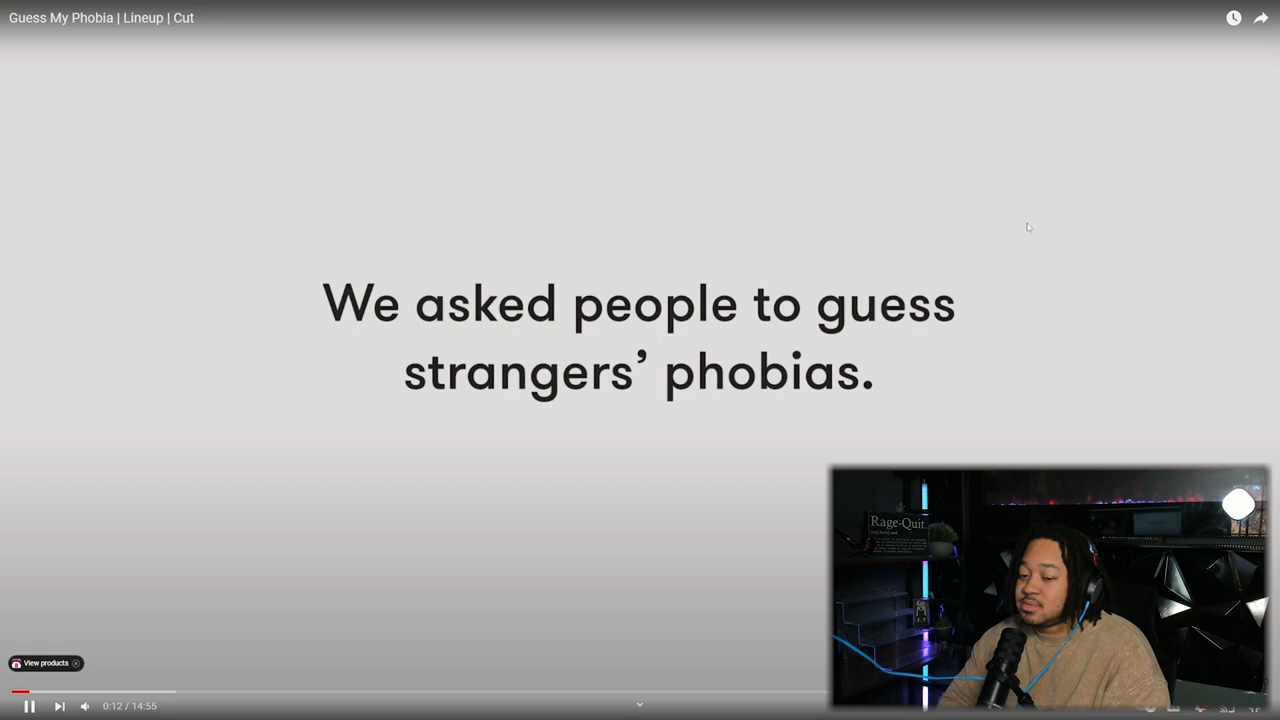 Guess My Phobia | Lineup | Cut
We asked people to guess
strangers’ phobias.
Rage-Quit.
View products
0:12 / 14:55